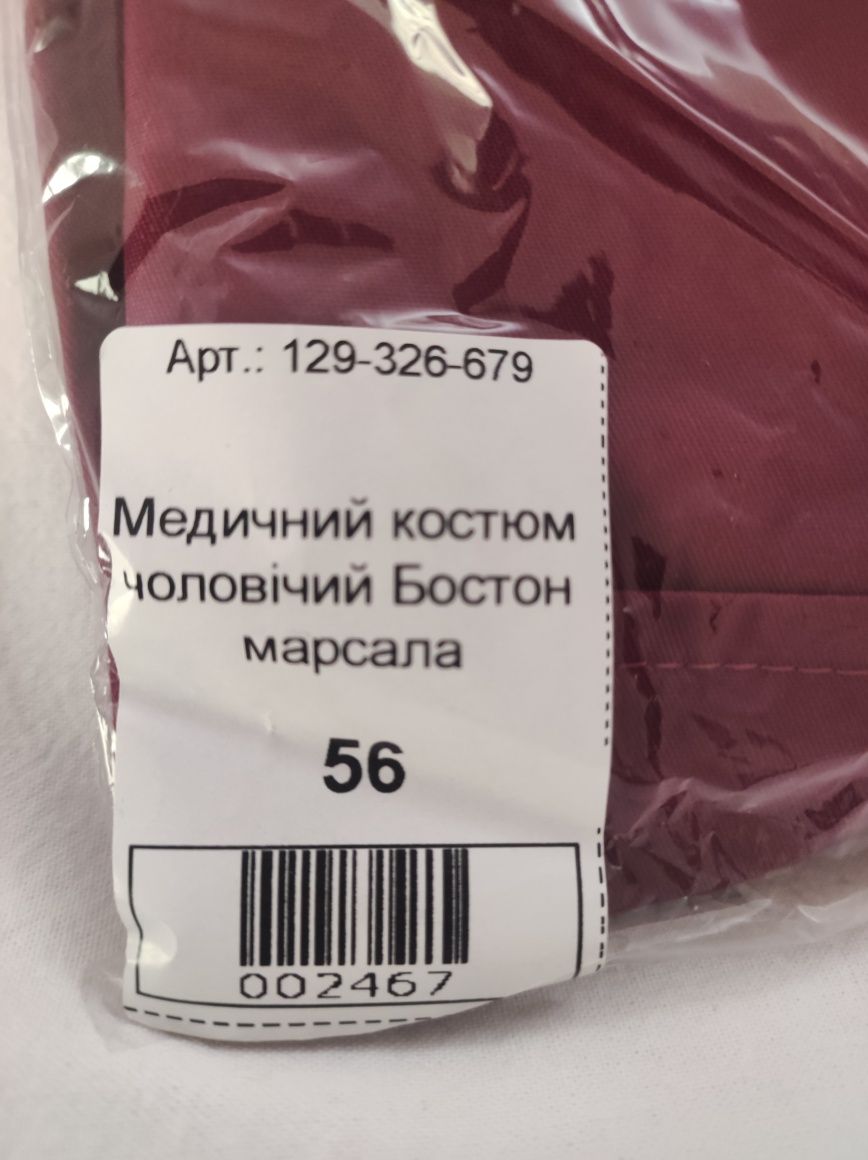 Арт.: 129-326-679
Медичний костюм
чоловічий Бостон
марсала
56
002467